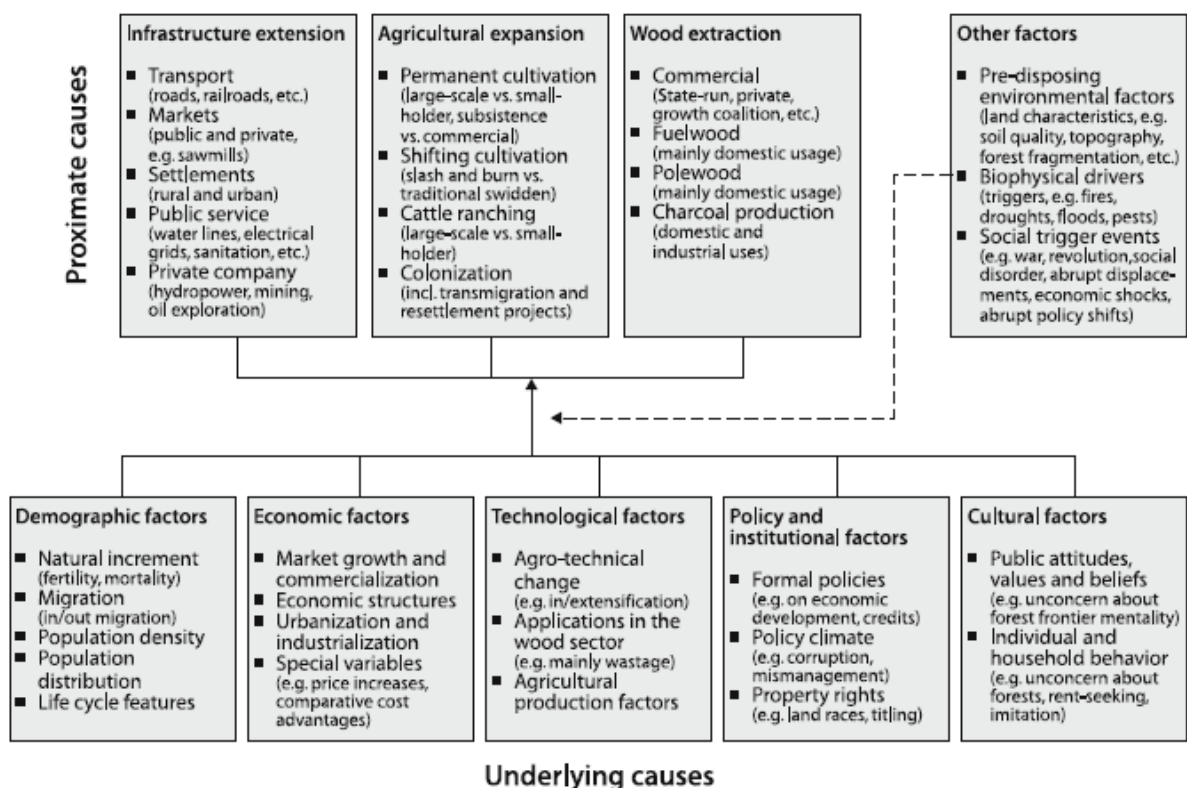 Proximate causes
Infrastructure extension
■ Transport
(roads, railroads, etc.)
■ Markets
(public and private,
e.g. sawmills)
■ Settlements
(rural and urban)
■ Public service
(water lines, electrical
grids, sanitation, etc.)
■ Private company
(hydropower, mining,
oil exploration)
Agricultural expansion
■ Permanent cultivation
(large-scale vs. small-
holder, subsistence
vs. commercial)
■ Shifting cultivation
(slash and burn vs.
traditional swidden)
■ Cattle ranching
(large-scale vs. small-
holder)
■ Colonization
(incl. transmigration and
resettlement projects)
Wood extraction
■ Commercial
(State-run, private,
growth coalition, etc.)
■ Fuelwood
(mainly domestic usage)
■ Polewood
(mainly domestic usage)
■ Charcoal production
(domestic and
industrial uses)
Other factors
■ Pre-disposing
environmental factors
(land characteristics, e.g.
soil quality, topography,
forest fragmentation, etc.)
■ Biophysical drivers
(triggers, e.g. fires,
droughts, floods, pests)
■ Social trigger events
(e.g. war, revolution, social
disorder, abrupt displace-
ments, economic shocks,
abrupt policy shifts)
Demographic factors
■ Natural increment
(fertility, mortality)
■ Migration
(in/out migration)
■ Population density
■ Population
distribution
■ Life cycle features
Economic factors
■ Market growth and
commercialization
■ Economic structures
■ Urbanization and
industrialization
■ Special variables
(e.g. price increases,
comparative cost
advantages)
Technological factors
■ Agro-technical
change
(e.g. in/extensification)
■ Applications in the
wood sector
(e.g. mainly wastage)
■ Agricultural
production factors
Policy and
institutional factors
■ Formal policies
(e.g. on economic
development, credits)
■ Policy climate
(e.g. corruption,
mismanagement)
■ Property rights
(e.g. land races, titling)
Cultural factors
■ Public attitudes,
values and beliefs
(e.g. unconcern about
forest frontier mentality)
■ Individual and
household behavior
(e.g. unconcern about
forests, rent-seeking,
imitation)
Underlying causes